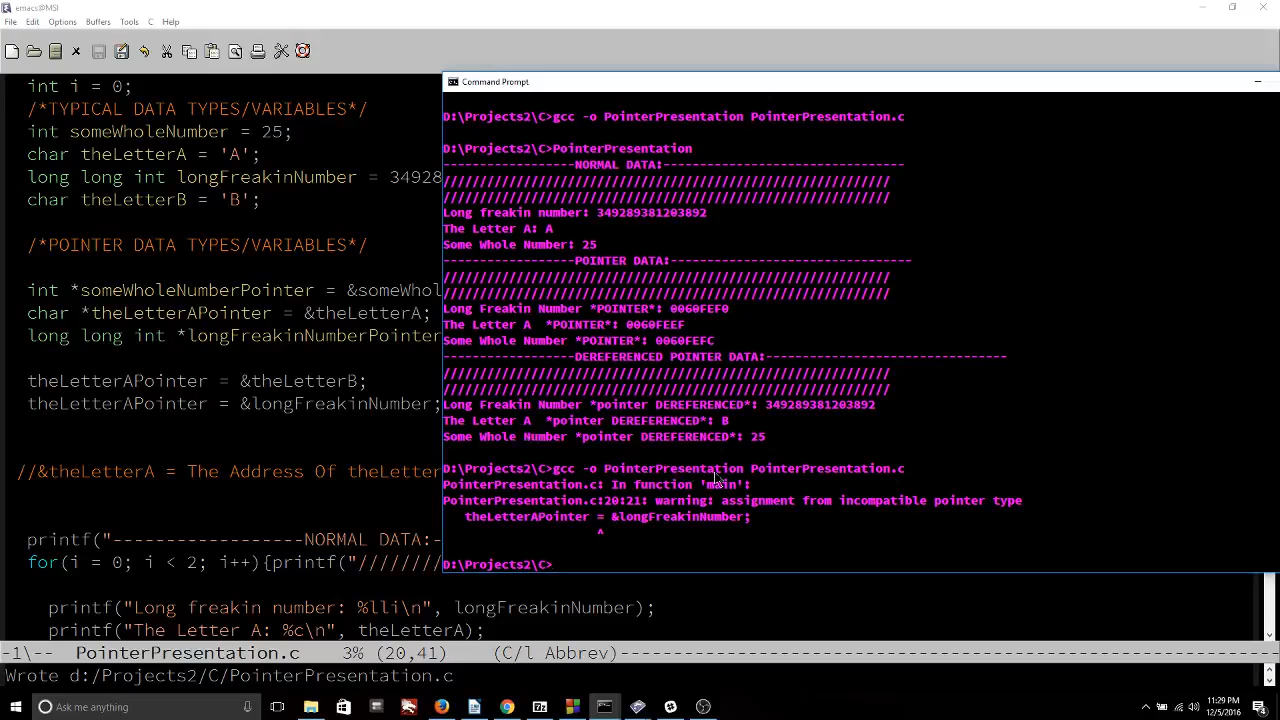 emacs@MSI
File Edit Options Buffers Tools C Help
int i = 0;
/*TYPICAL DATA TYPES/VARIABLES*/
int someWholeNumber = 25;
char theLetterA = 'A';
long long int longFreakinNumber = 34928
char theLetterB = 'B';
/*POINTER DATA TYPES/VARIABLES*/
int *someWholeNumberPointer = &someWhol
char *theLetterAPointer = &theLetterA;
long long int *longFreakinNumberPointer
theLetterAPointer = &theLetterB;
theLetterAPointer = &longFreakinNumber;
//&theLetterA = The Address Of theLette
printf("------------------NORMAL DATA:-
for(i = 0; i < 2; i++){printf("////////
printf("Long freakin number: %lli\n", longFreakinNumber);
printf("The Letter A: %c\n", theLetterA);
-1\-- PointerPresentation.c 3% (20,41) (C/l Abbrev)--------------------------------------------------------------
Wrote d:/Projects2/C/PointerPresentation.c
Command Prompt
D:\Projects2\C>gcc -o PointerPresentation PointerPresentation.c
D:\Projects2\C>PointerPresentation
------------------NORMAL DATA:---------------------------------
/////////////////////////////////////////////////////////////
/////////////////////////////////////////////////////////////
Long freakin number: 349289381203892
The Letter A: A
Some Whole Number: 25
------------------POINTER DATA:---------------------------------
/////////////////////////////////////////////////////////////
/////////////////////////////////////////////////////////////
Long Freakin Number *POINTER*: 0060FEF0
The Letter A  *POINTER*: 0060FEEF
Some Whole Number *POINTER*: 0060FEFC
------------------DEREFERENCED POINTER DATA:---------------------------------
/////////////////////////////////////////////////////////////
/////////////////////////////////////////////////////////////
Long Freakin Number *pointer DEREFERENCED*: 349289381203892
The Letter A  *pointer DEREFERENCED*: B
Some Whole Number *pointer DEREFERENCED*: 25
D:\Projects2\C>gcc -o PointerPresentation PointerPresentation.c
PointerPresentation.c: In function 'main':
PointerPresentation.c:20:21: warning: assignment from incompatible pointer type
theLetterAPointer = &longFreakinNumber;
^
D:\Projects2\C>
Ask me anything
11:29 PM
12/5/2016